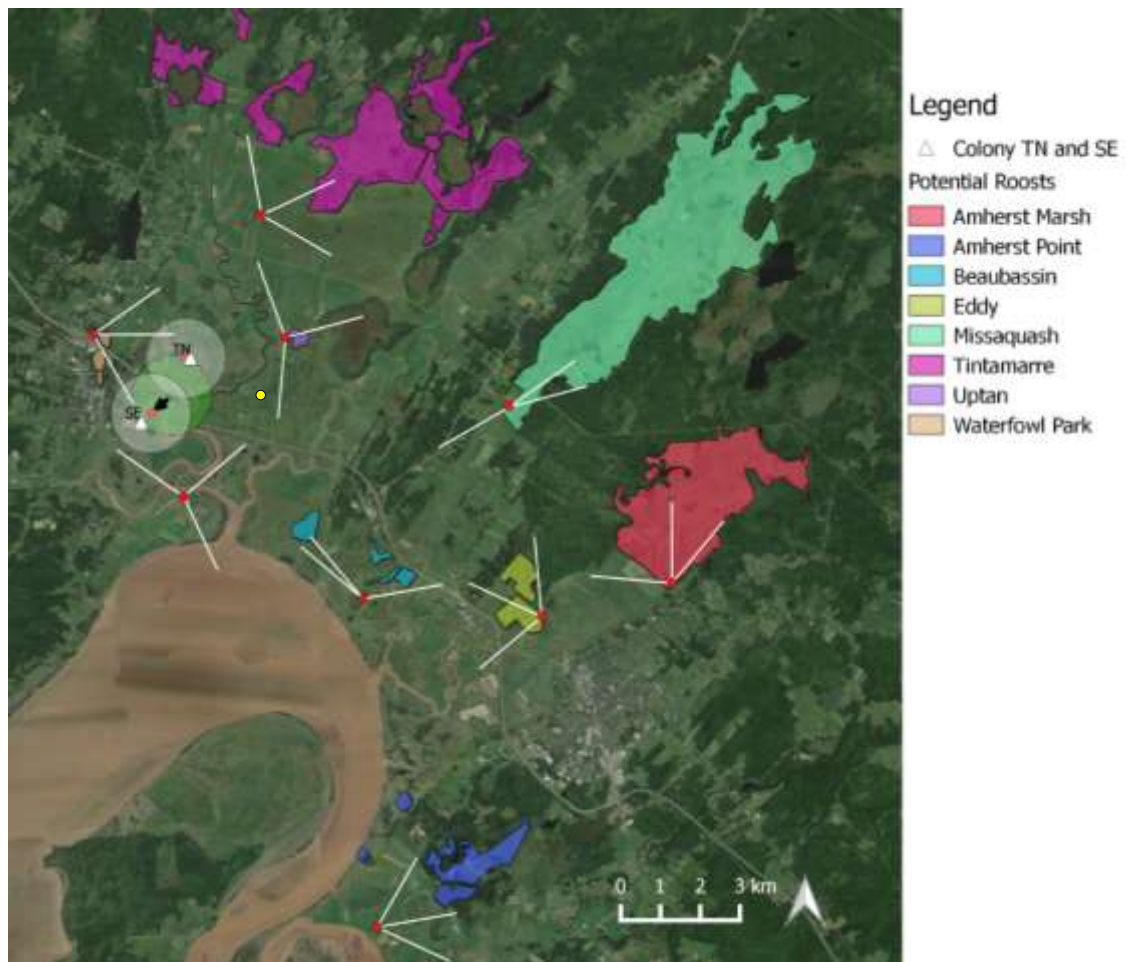 Legend
Colony TN and SE
Potential Roosts
Amherst Marsh
Amherst Point
Beaubassin
Eddy
Missaquash
Tintamarre
Uptan
Waterfowl Park
TN
SE
0 1 2 3 km